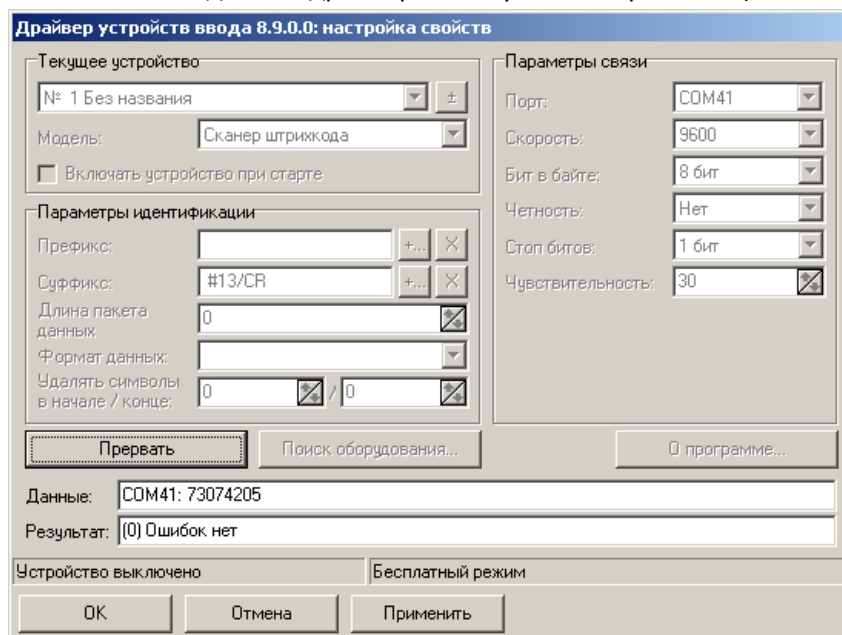 Драйвер устройств ввода 8.9.0.0: настройка свойств
Текущее устройство
№ 1 Без названия
±
Модель:
Сканер штрихкода
Включать устройство при старте
Параметры идентификации
Префикс:
+...
X
Суффикс:
#13/CR
+...
X
Длина пакета
данных
0
Формат данных:
Удалять символы
в начале / конце:
0
/
0
Параметры связи
Порт:
COM41
Скорость:
9600
Бит в байте:
8 бит
Четность:
Нет
Стоп битов:
1 бит
Чувствительность:
30
Прервать
Поиск оборудования...
О программе...
Данные:
COM41: 73074205
Результат:
(0) Ошибок нет
Устройство выключено
Бесплатный режим
OK
Отмена
Применить